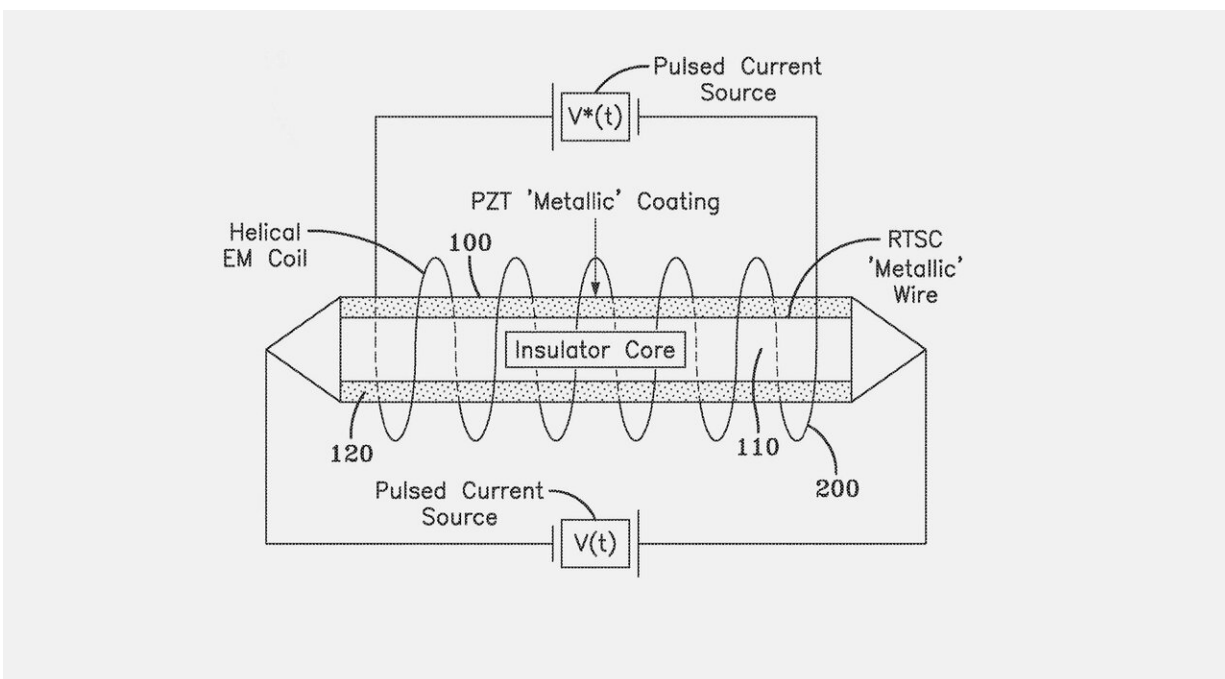 Pulsed Current
Source
V*(t)
PZT 'Metallic' Coating
Helical
EM Coil
100
RTSC
'Metallic'
Wire
Insulator Core
120
110
200
Pulsed Current
Source
V(t)